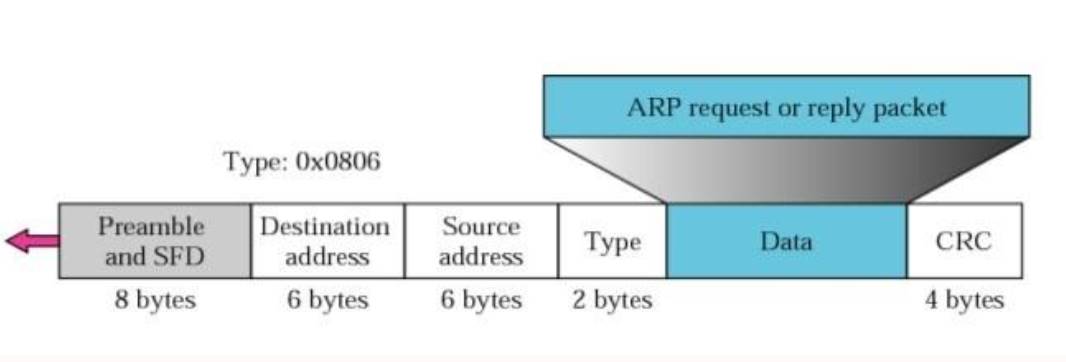 ARP request or reply packet
Type: 0x0806
Preamble
and SFD
Destination
address
Source
address
Type
Data
CRC
8 bytes
6 bytes
6 bytes
2 bytes
4 bytes